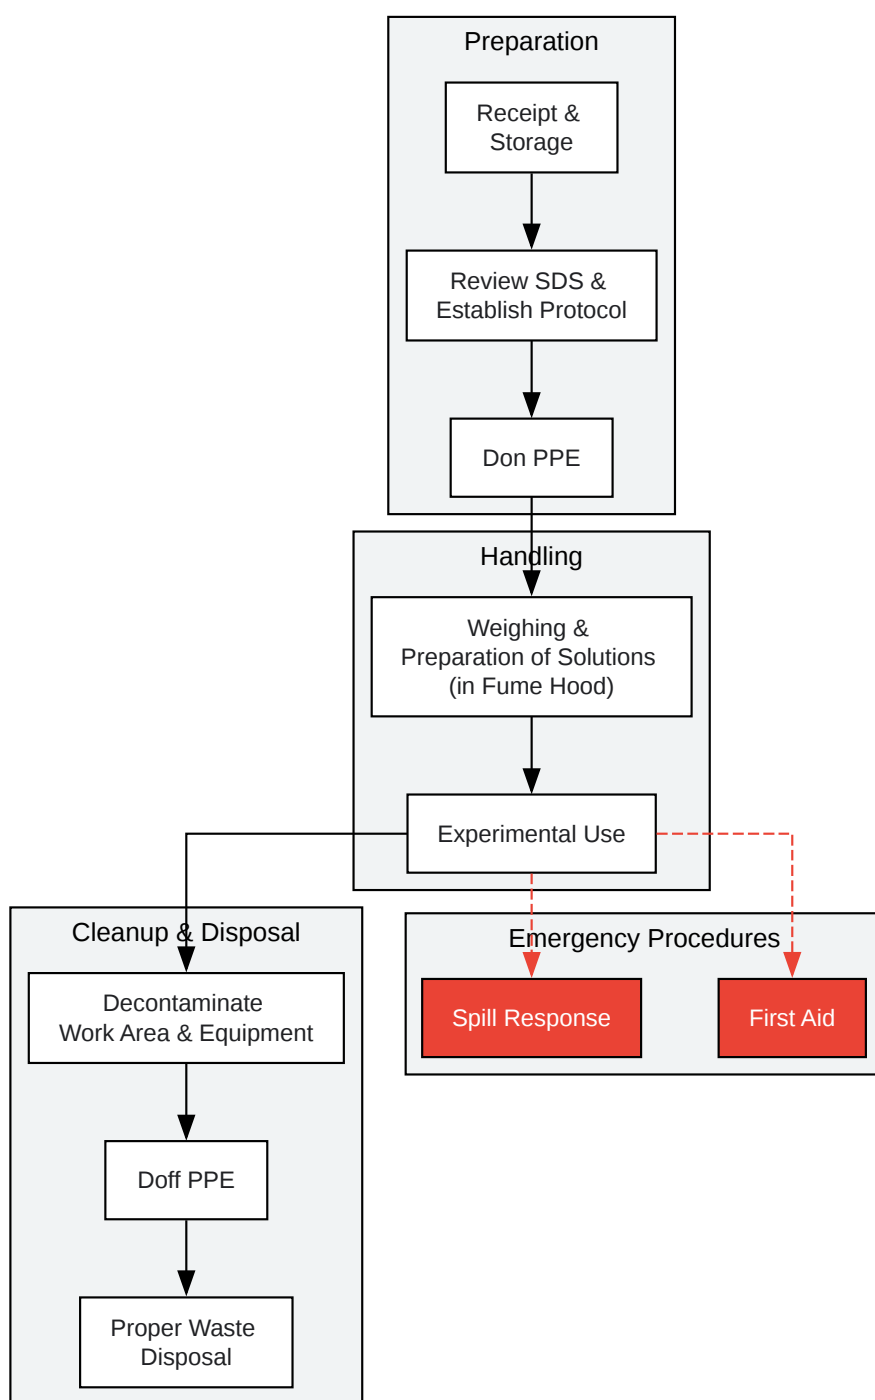 Preparation
Receipt &
Storage
Review SDS &
Establish Protocol
Don PPE
Handling
Weighing &
Preparation of Solutions
(in Fume Hood)
Experimental Use
Cleanup & Disposal
Decontaminate
Work Area & Equipment
Doff PPE
Proper Waste
Disposal
Emergency Procedures
Spill Response
First Aid